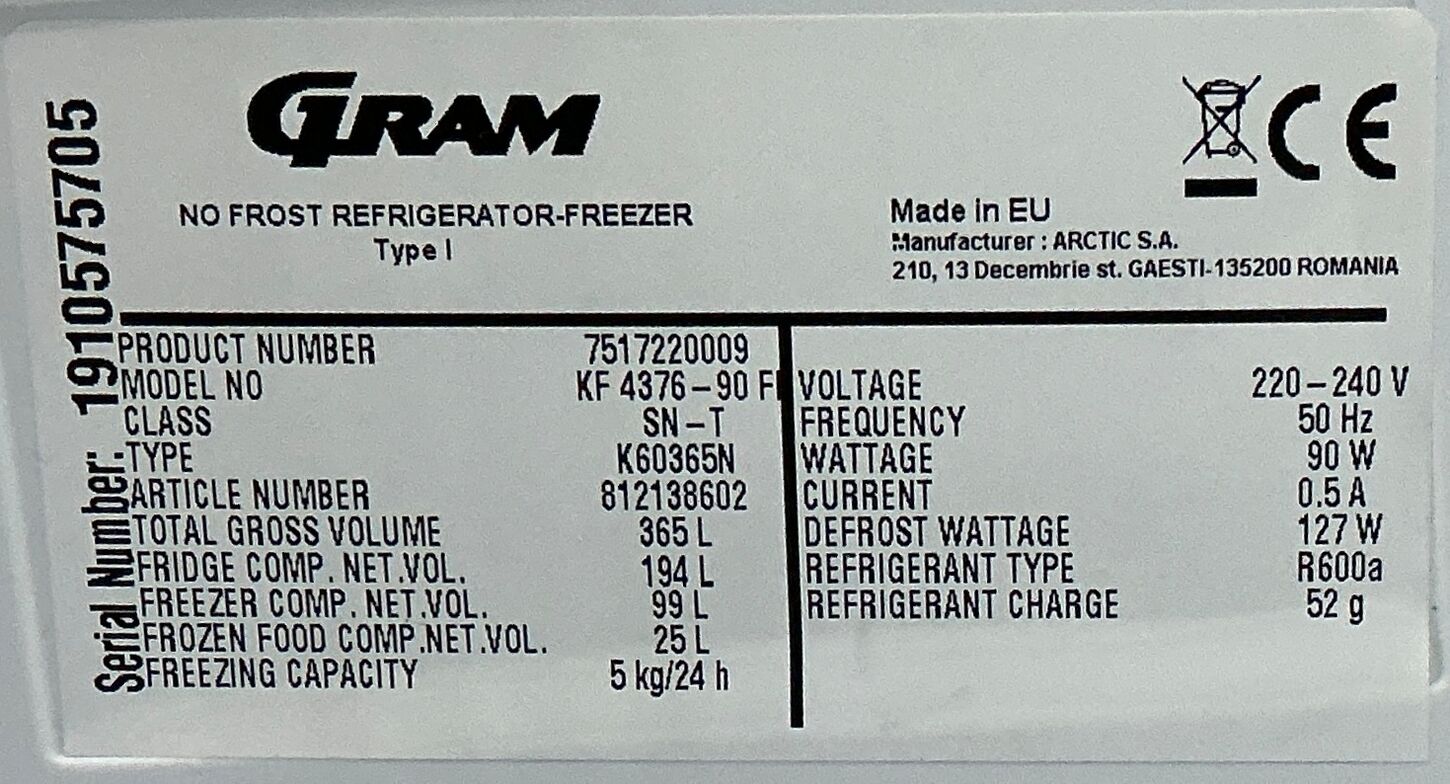 GRAM
CE
NO FROST REFRIGERATOR-FREEZER
Type I
Made in EU
Manufacturer : ARCTIC S.A.
210, 13 Decembrie st. GAESTI-135200 ROMANIA
Serial Number: 1910575705
PRODUCT NUMBER 7517220009
MODEL NO KF 4376-90 F
CLASS SN-T
TYPE K60365N
ARTICLE NUMBER 812138602
TOTAL GROSS VOLUME 365 L
FRIDGE COMP. NET.VOL. 194 L
FREEZER COMP. NET.VOL. 99 L
FROZEN FOOD COMP.NET.VOL. 25 L
FREEZING CAPACITY 5 kg/24 h
VOLTAGE 220-240 V
FREQUENCY 50 Hz
WATTAGE 90 W
CURRENT 0.5 A
DEFROST WATTAGE 127 W
REFRIGERANT TYPE R600a
REFRIGERANT CHARGE 52 g